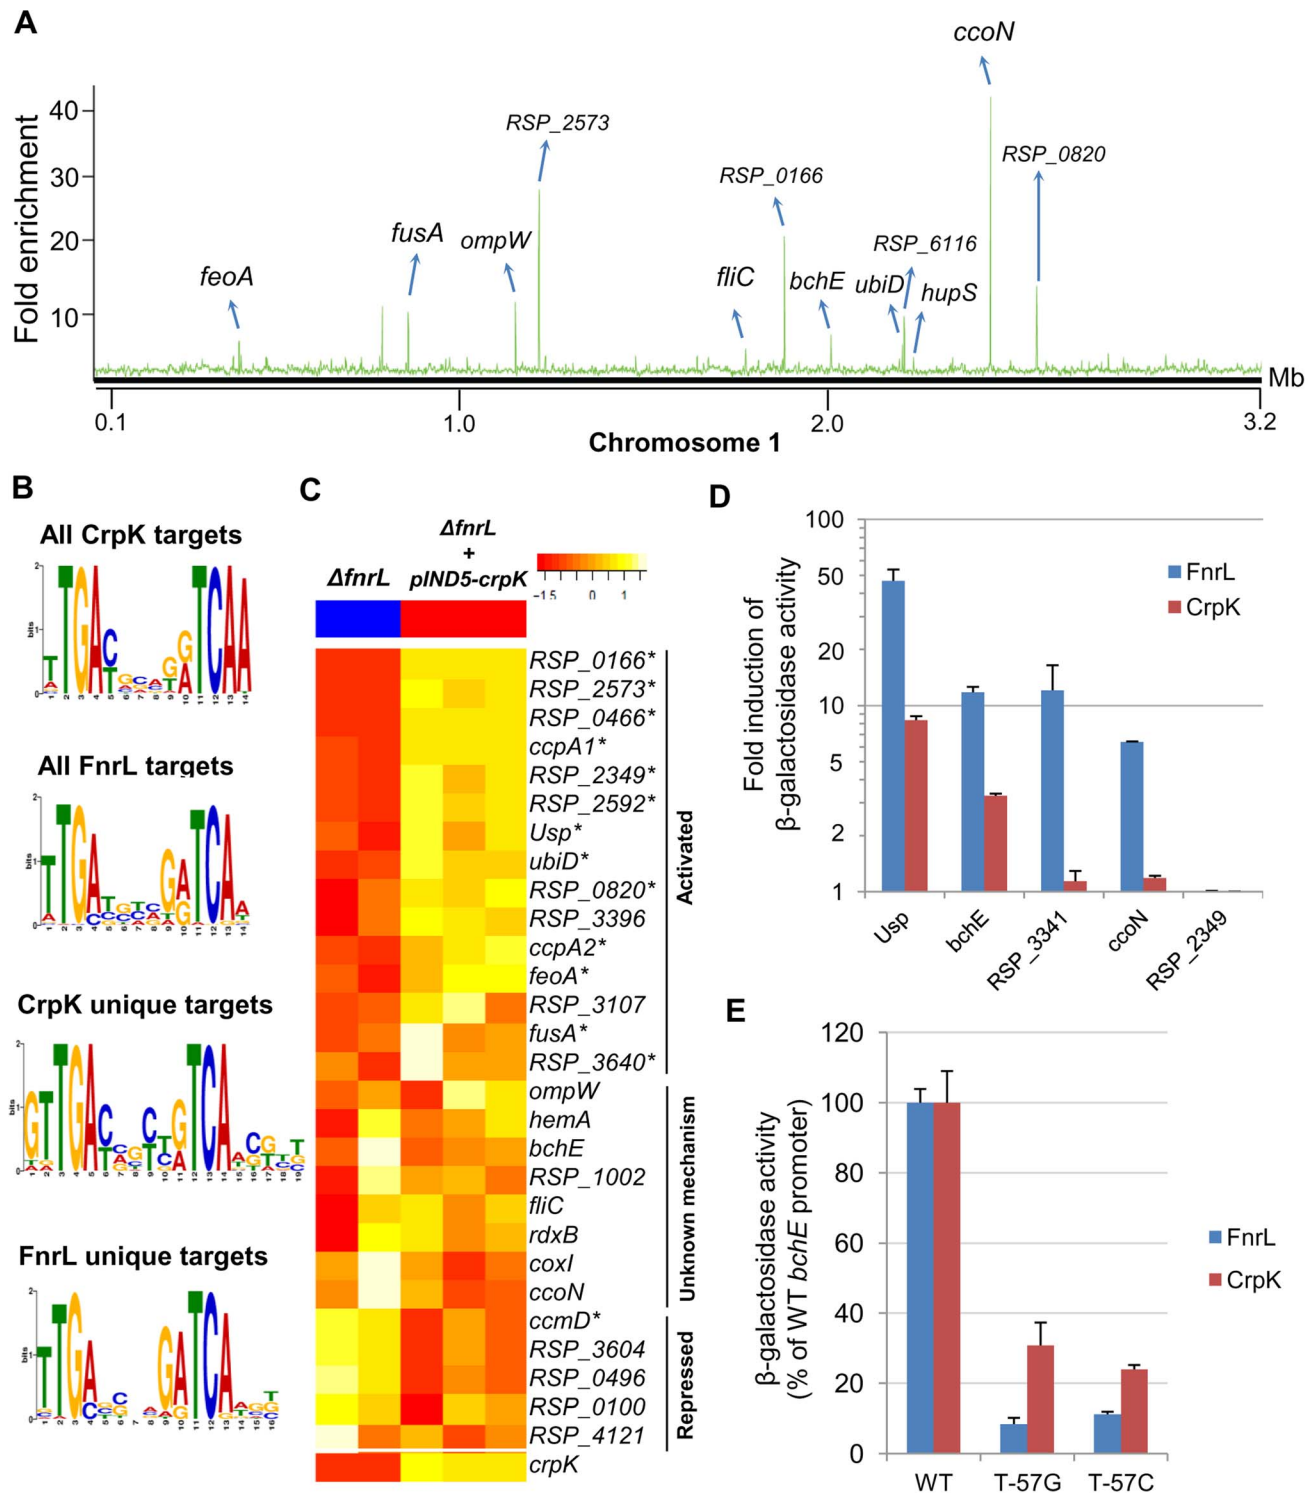 A
Fold enrichment
40
30
20
10
feoA
fusA
ompW
RSP_2573
fliC
RSP_0166
bchE
ubiD
RSP_6116
hupS
ccoN
RSP_0820
Mb
0.1
1.0
2.0
3.2
Chromosome 1
B
All CrpK targets
All FnrL targets
CrpK unique targets
FnrL unique targets
C
ΔfnrL
ΔfnrL
+
pIND5-crpK
−1.5 0 1
RSP_0166*
RSP_2573*
RSP_0466*
ccpA1*
RSP_2349*
RSP_2592*
Usp*
ubiD*
RSP_0820*
RSP_3396
ccpA2*
feoA*
RSP_3107
fusA*
RSP_3640*
ompW
hemA
bchE
RSP_1002
fliC
rdxB
coxI
ccoN
ccmD*
RSP_3604
RSP_0496
RSP_0100
RSP_4121
crpK
Activated
Unknown mechanism
Repressed
D
Fold induction of
β-galactosidase activity
100
50
20
10
5
2
1
FnrL
CrpK
Usp
bchE
RSP_3341
ccoN
RSP_2349
E
β-galactosidase activity
(% of WT bchE promoter)
120
100
80
60
40
20
0
FnrL
CrpK
WT
T-57G
T-57C